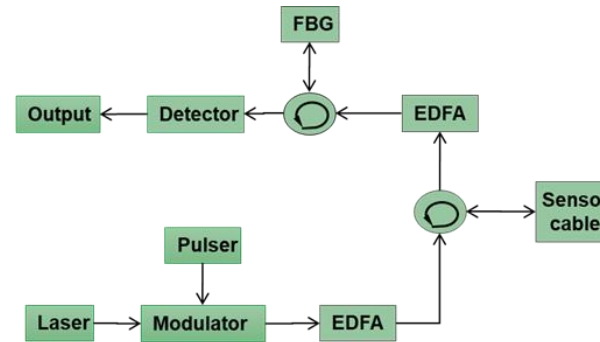 FBG
Output
Detector
EDFA
Senso
cable
Pulser
Laser
Modulator
EDFA